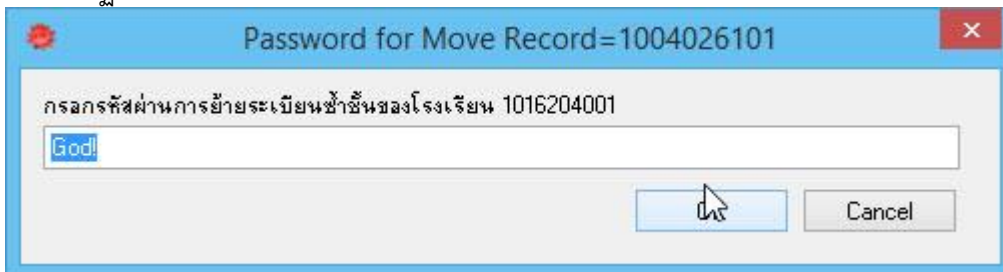 Password for Move Record=1004026101
กรอกรหัสผ่านการย้ายระเบียนซ้ำชั้นของโรงเรียน 1016204001
God!
Cancel